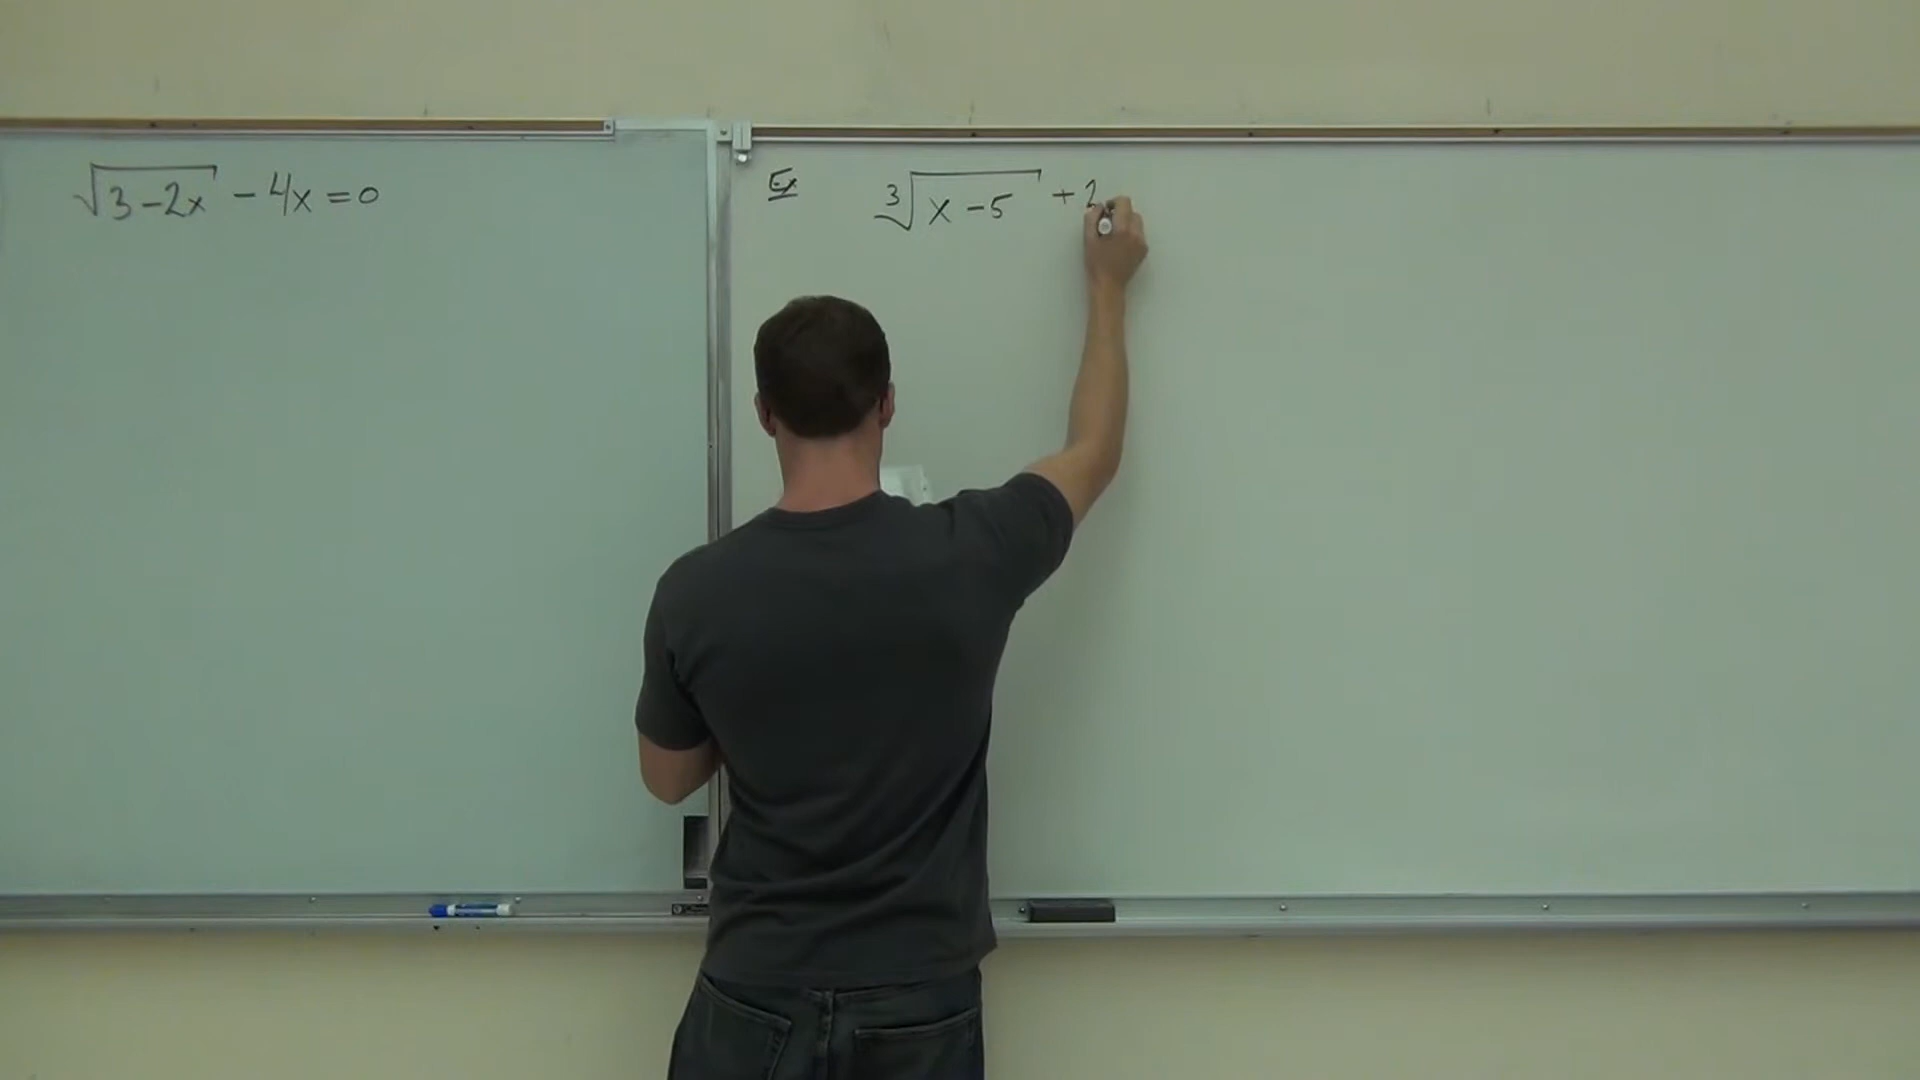 √(3-2x) - 4x = 0
Ex ∛(x-5) + 2